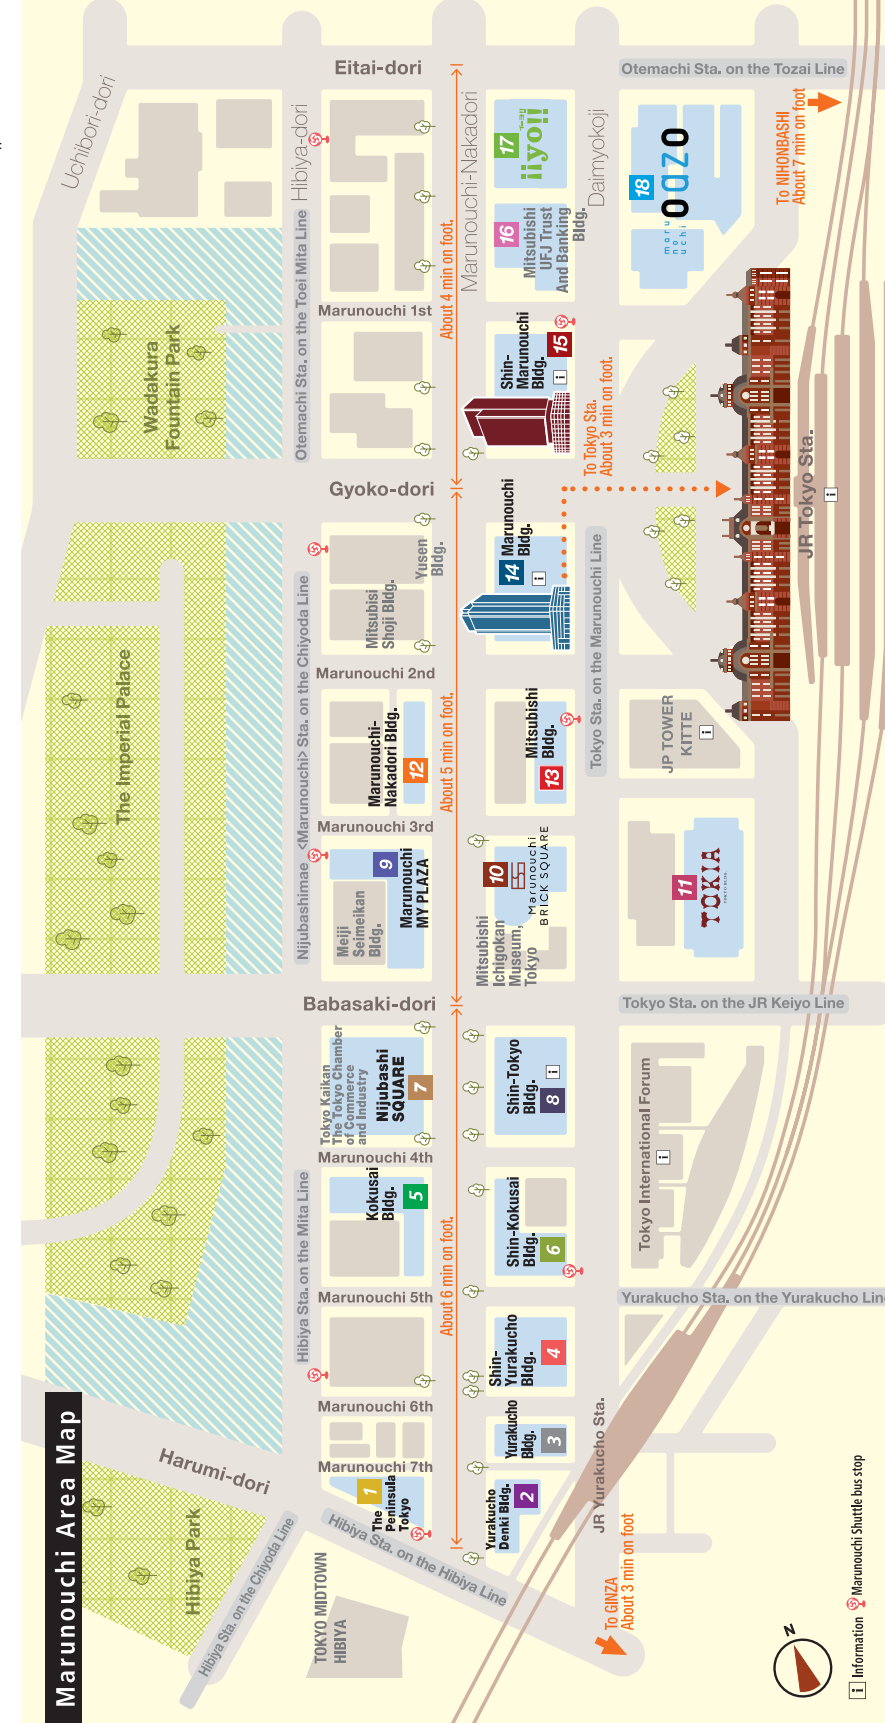 Marunouchi Area Map
Eitai-dori
Otemachi Sta. on the Tozai Line
Uchibori-dori
Hibiya-dori
Marunouchi-Nakadori
Daimyokoji
17
iiyo!!
イーヨ!!
18
maru
no
uchi
OAZO
To NIHONBASHI
About 7 min on foot
16
Mitsubishi
UFJ Trust
And Banking
Bldg.
Otemachi Sta. on the Toei Mita Line
Wadakura
Fountain Park
Marunouchi 1st
About 4 min on foot.
Shin-
Marunouchi
Bldg.
15
i
To Tokyo Sta.
About 3 min on foot.
Gyoko-dori
JR Tokyo Sta.
i
Marunouchi
Bldg.
14
i
Yusen
Bldg.
Mitsubisi
Shoji Bldg.
Nijubashimae <Marunouchi> Sta. on the Chiyoda Line
Tokyo Sta. on the Marunouchi Line
The Imperial Palace
Marunouchi 2nd
Marunouchi-
Nakadori Bldg.
12
About 5 min on foot.
Mitsubishi
Bldg.
13
JP TOWER
KITTE
i
Marunouchi 3rd
9
Marunouchi
MY PLAZA
Meiji
Seimeikan
Bldg.
10
Marunouchi
BRICK SQUARE
Mitsubishi
Ichigokan
Museum,
Tokyo
11
TOKIA
TOKYO BLDG.
Babasaki-dori
Tokyo Sta. on the JR Keiyo Line
Tokyo Kaikan
The Tokyo Chamber
of Commerce
and Industry
Nijubashi
SQUARE
7
Shin-Tokyo
Bldg.
8
i
Tokyo International Forum
i
Marunouchi 4th
Kokusai
Bldg.
5
Shin-Kokusai
Bldg.
6
Hibiya Sta. on the Mita Line
About 6 min on foot.
Marunouchi 5th
Yurakucho Sta. on the Yurakucho Line
Shin-
Yurakucho
Bldg.
4
Marunouchi 6th
Yurakucho
Bldg.
3
JR Yurakucho Sta.
Harumi-dori
Marunouchi 7th
1
The
Peninsula
Tokyo
Yurakucho
Denki Bldg.
2
Hibiya Park
Hibiya Sta. on the Chiyoda Line
Hibiya Sta. on the Hibiya Line
TOKYO MIDTOWN
HIBIYA
To GINZA
About 3 min on foot
N
i Information
Marunouchi Shuttle bus stop